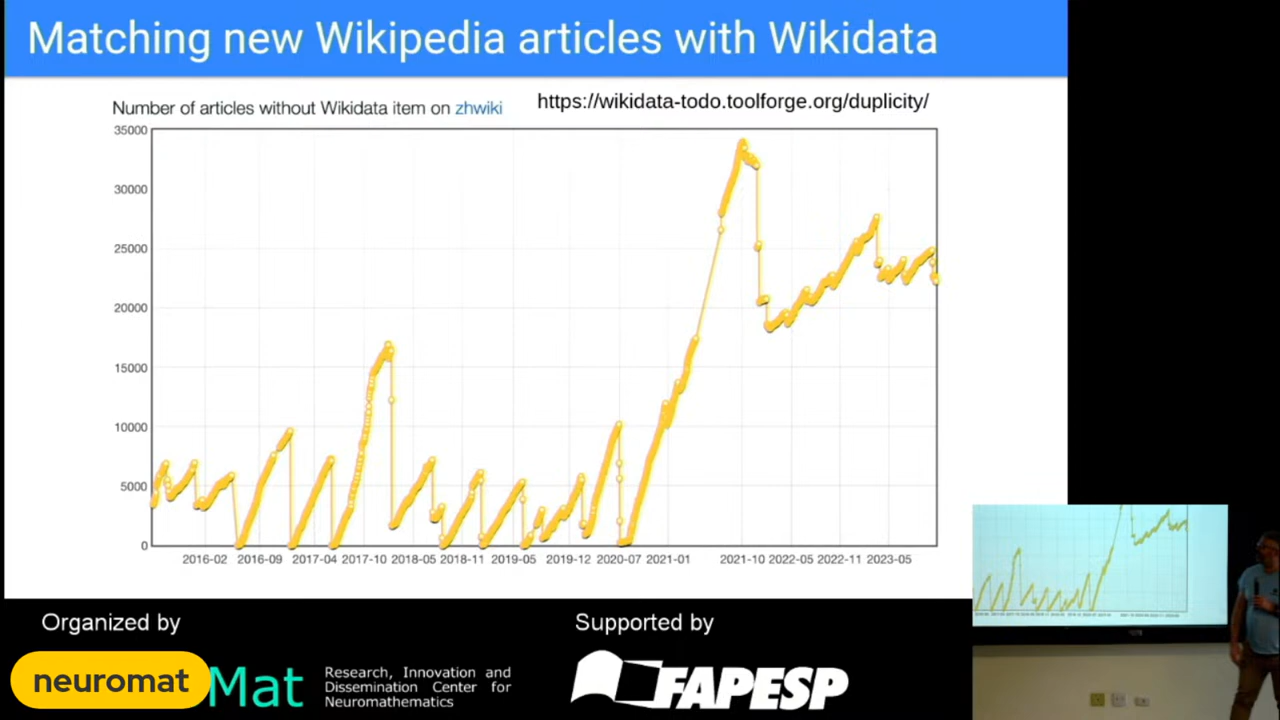 Matching new Wikipedia articles with Wikidata
Number of articles without Wikidata item on zhwiki
https://wikidata-todo.toolforge.org/duplicity/
35000
30000
25000
20000
15000
10000
5000
0
2016-02 2016-09 2017-04 2017-10 2018-05 2018-11 2019-05 2019-12 2020-07 2021-01 2021-10 2022-05 2022-11 2023-05
Organized by
Supported by
neuromat
Mat
Research, Innovation and
Dissemination Center for
Neuromathematics
FAPESP